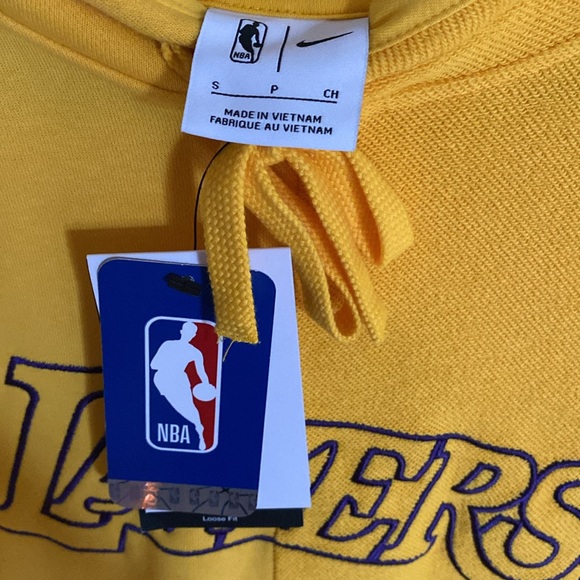 NBA
S P CH
MADE IN VIETNAM
FABRIQUE AU VIETNAM
NBA
LAKERS
Loose Fit